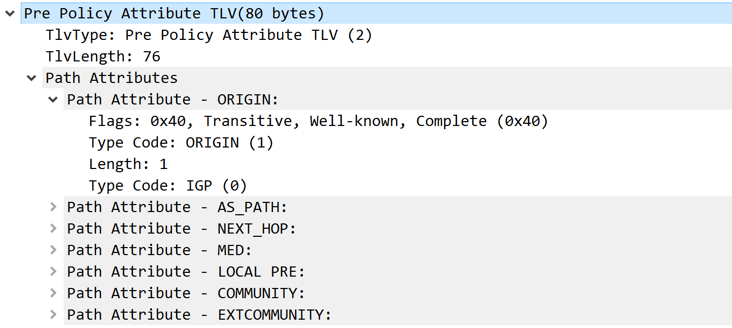 Pre Policy Attribute TLV(80 bytes)
TlvType: Pre Policy Attribute TLV (2)
TlvLength: 76
Path Attributes
Path Attribute - ORIGIN:
Flags: 0x40, Transitive, Well-known, Complete (0x40)
Type Code: ORIGIN (1)
Length: 1
Type Code: IGP (0)
Path Attribute - AS_PATH:
Path Attribute - NEXT_HOP:
Path Attribute - MED:
Path Attribute - LOCAL PRE:
Path Attribute - COMMUNITY:
Path Attribute - EXTCOMMUNITY: